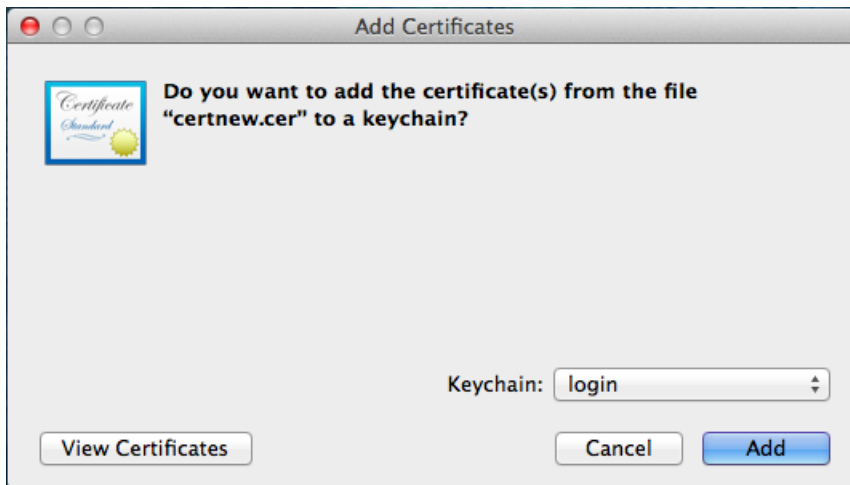 Add Certificates
Certificate
Standard
Do you want to add the certificate(s) from the file
“certnew.cer" to a keychain?
Keychain:
login
View Certificates
Cancel
Add